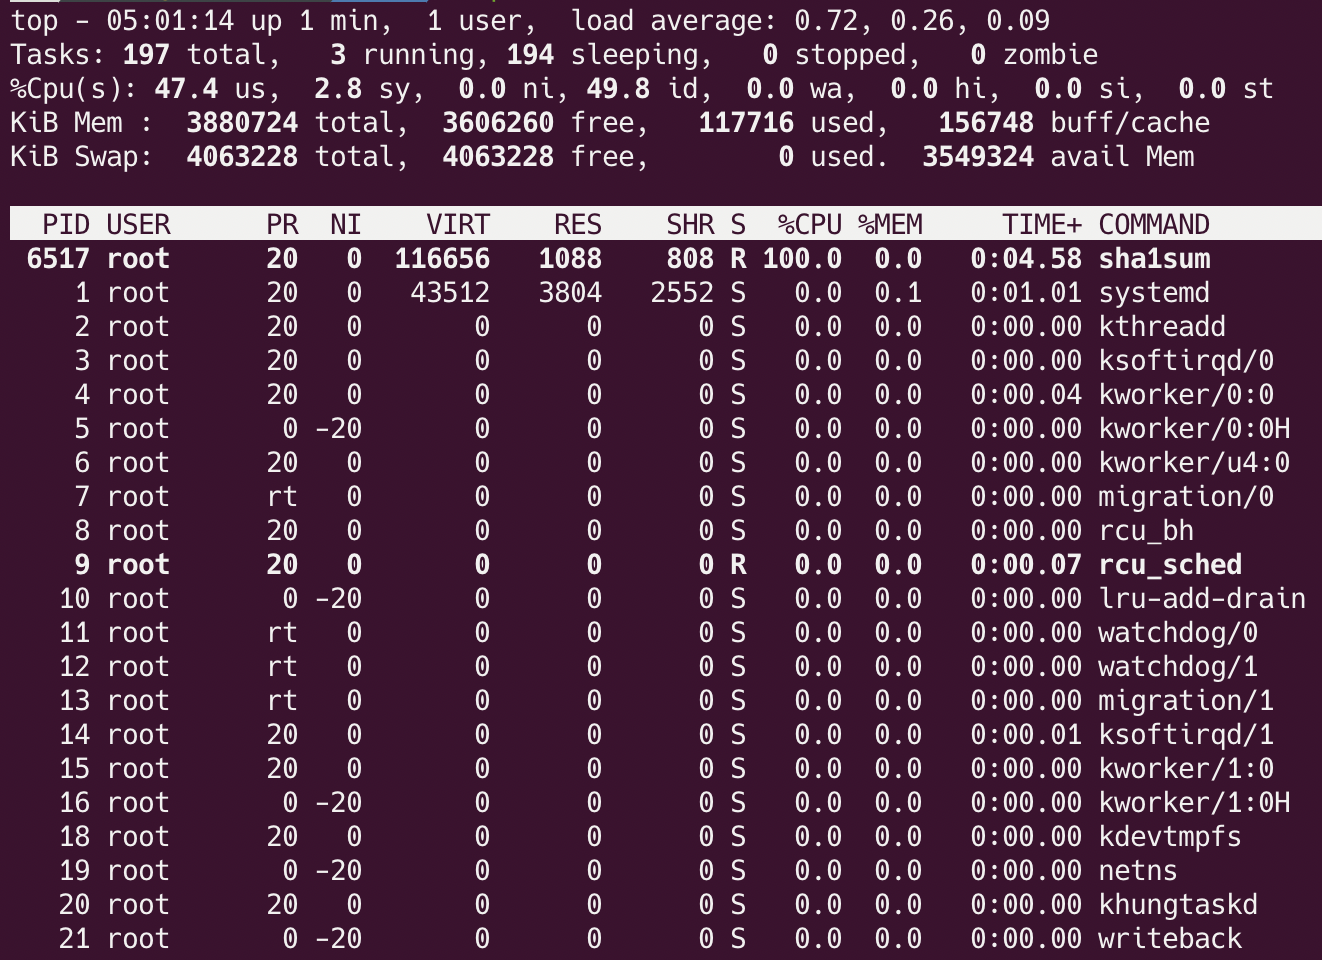 top - 05:01:14 up 1 min,  1 user,  load average: 0.72, 0.26, 0.09
Tasks: 197 total,   3 running, 194 sleeping,   0 stopped,   0 zombie
%Cpu(s): 47.4 us,  2.8 sy,  0.0 ni, 49.8 id,  0.0 wa,  0.0 hi,  0.0 si,  0.0 st
KiB Mem :  3880724 total,  3606260 free,   117716 used,   156748 buff/cache
KiB Swap:  4063228 total,  4063228 free,        0 used.  3549324 avail Mem
  PID USER      PR  NI    VIRT    RES    SHR S  %CPU %MEM     TIME+ COMMAND
 6517 root      20   0  116656   1088    808 R 100.0  0.0   0:04.58 sha1sum
    1 root      20   0   43512   3804   2552 S   0.0  0.1   0:01.01 systemd
    2 root      20   0       0      0      0 S   0.0  0.0   0:00.00 kthreadd
    3 root      20   0       0      0      0 S   0.0  0.0   0:00.00 ksoftirqd/0
    4 root      20   0       0      0      0 S   0.0  0.0   0:00.04 kworker/0:0
    5 root       0 -20       0      0      0 S   0.0  0.0   0:00.00 kworker/0:0H
    6 root      20   0       0      0      0 S   0.0  0.0   0:00.00 kworker/u4:0
    7 root      rt   0       0      0      0 S   0.0  0.0   0:00.00 migration/0
    8 root      20   0       0      0      0 S   0.0  0.0   0:00.00 rcu_bh
    9 root      20   0       0      0      0 R   0.0  0.0   0:00.07 rcu_sched
   10 root       0 -20       0      0      0 S   0.0  0.0   0:00.00 lru-add-drain
   11 root      rt   0       0      0      0 S   0.0  0.0   0:00.00 watchdog/0
   12 root      rt   0       0      0      0 S   0.0  0.0   0:00.00 watchdog/1
   13 root      rt   0       0      0      0 S   0.0  0.0   0:00.00 migration/1
   14 root      20   0       0      0      0 S   0.0  0.0   0:00.01 ksoftirqd/1
   15 root      20   0       0      0      0 S   0.0  0.0   0:00.00 kworker/1:0
   16 root       0 -20       0      0      0 S   0.0  0.0   0:00.00 kworker/1:0H
   18 root      20   0       0      0      0 S   0.0  0.0   0:00.00 kdevtmpfs
   19 root       0 -20       0      0      0 S   0.0  0.0   0:00.00 netns
   20 root      20   0       0      0      0 S   0.0  0.0   0:00.00 khungtaskd
   21 root       0 -20       0      0      0 S   0.0  0.0   0:00.00 writeback